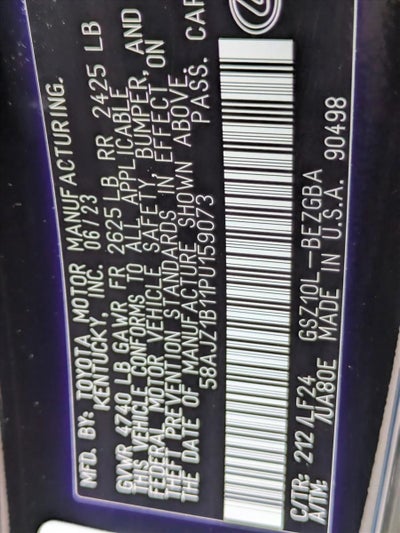 MFD. BY: TOYOTA MOTOR MANUFACTURING.
KENTUCKY, INC. 06/23
GVWR 4740 LB GAWR FR 2625 LB RR 2425 LB
THIS VEHICLE CONFORMS TO ALL APPLICABLE
FEDERAL MOTOR VEHICLE SAFETY, BUMPER, AND
THEFT PREVENTION STANDARDS IN EFFECT ON
THE DATE OF MANUFACTURE SHOWN ABOVE.
58AJZ1B11PU159073 PASS. CAR
C/TR: 212/LF24 GSZ10L-BEZGBA
A/TM: /UA80E MADE IN U.S.A. 90498